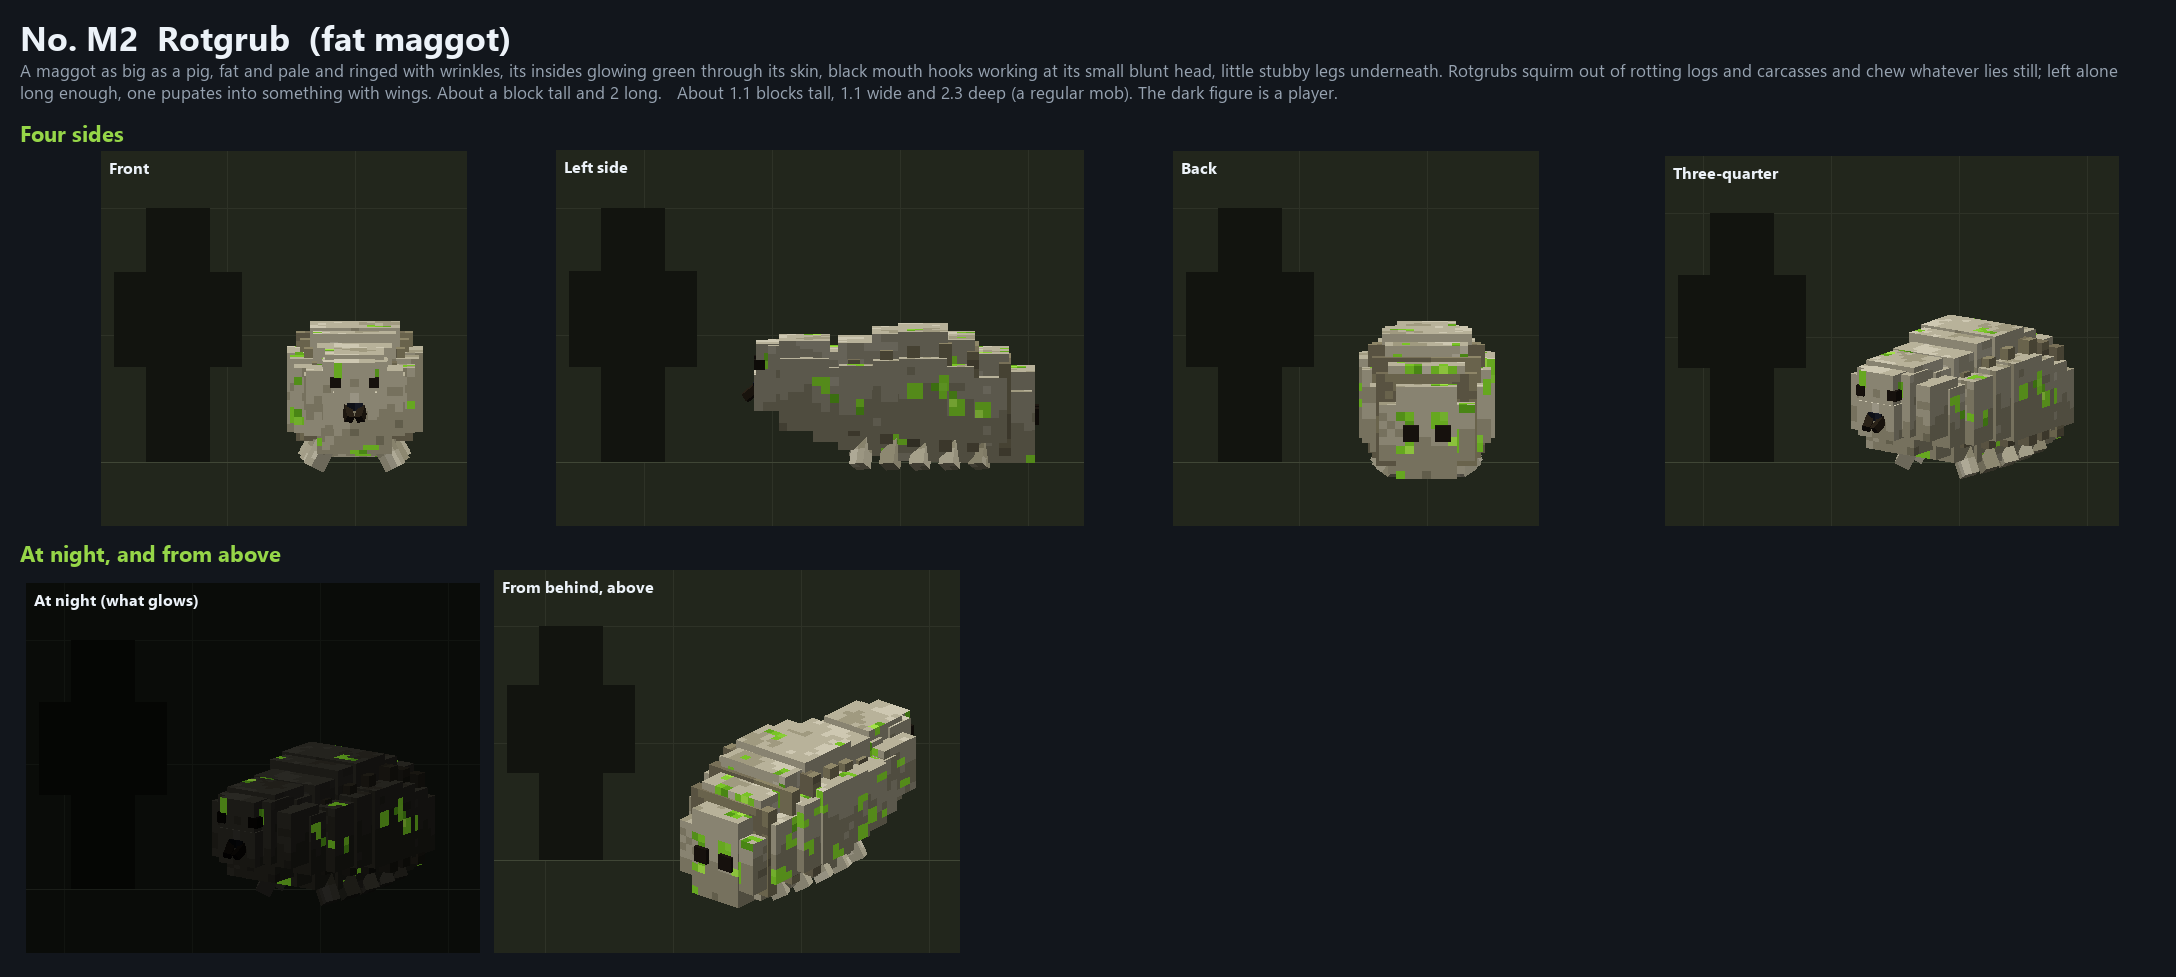 No. M2 Rotgrub (fat maggot)
A maggot as big as a pig, fat and pale and ringed with wrinkles, its insides glowing green through its skin, black mouth hooks working at its small blunt head, little stubby legs underneath. Rotgrubs squirm out of rotting logs and carcasses and chew whatever lies still; left alone
long enough, one pupates into something with wings. About a block tall and 2 long. About 1.1 blocks tall, 1.1 wide and 2.3 deep (a regular mob). The dark figure is a player.
Four sides
Front
Left side
Back
Three-quarter
At night, and from above
At night (what glows)
From behind, above